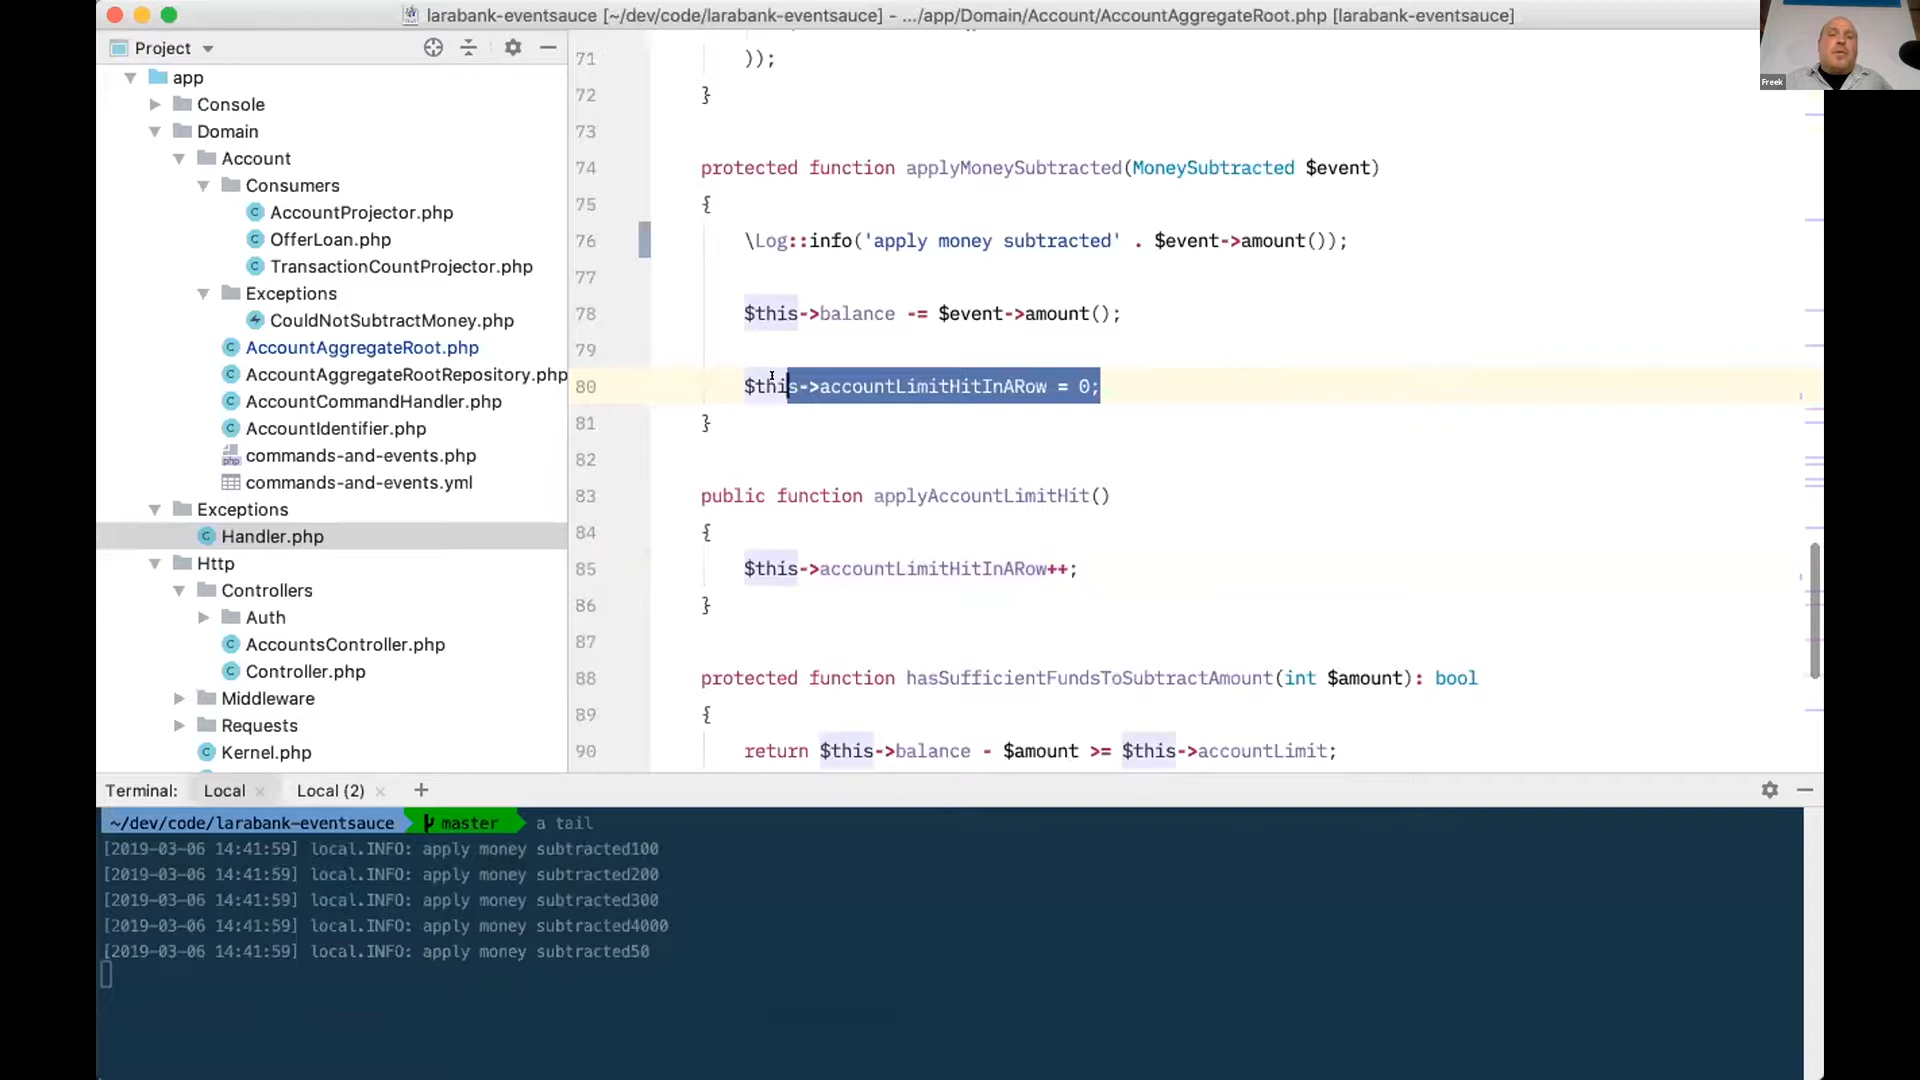 larabank-eventsauce [~/dev/code/larabank-eventsauce] - .../app/Domain/Account/AccountAggregateRoot.php [larabank-eventsauce]
Freek
Project
app
Console
Domain
Account
Consumers
AccountProjector.php
OfferLoan.php
TransactionCountProjector.php
Exceptions
CouldNotSubtractMoney.php
AccountAggregateRoot.php
AccountAggregateRootRepository.php
AccountCommandHandler.php
AccountIdentifier.php
commands-and-events.php
commands-and-events.yml
Exceptions
Handler.php
Http
Controllers
Auth
AccountsController.php
Controller.php
Middleware
Requests
Kernel.php
71 ));
72 }
73
74 protected function applyMoneySubtracted(MoneySubtracted $event)
75 {
76 \Log::info('apply money subtracted' . $event->amount());
77
78 $this->balance -= $event->amount();
79
80 $this->accountLimitHitInARow = 0;
81 }
82
83 public function applyAccountLimitHit()
84 {
85 $this->accountLimitHitInARow++;
86 }
87
88 protected function hasSufficientFundsToSubtractAmount(int $amount): bool
89 {
90 return $this->balance - $amount >= $this->accountLimit;
Terminal: Local × Local (2) × +
~/dev/code/larabank-eventsauce master a tail
[2019-03-06 14:41:59] local.INFO: apply money subtracted100
[2019-03-06 14:41:59] local.INFO: apply money subtracted200
[2019-03-06 14:41:59] local.INFO: apply money subtracted300
[2019-03-06 14:41:59] local.INFO: apply money subtracted4000
[2019-03-06 14:41:59] local.INFO: apply money subtracted50